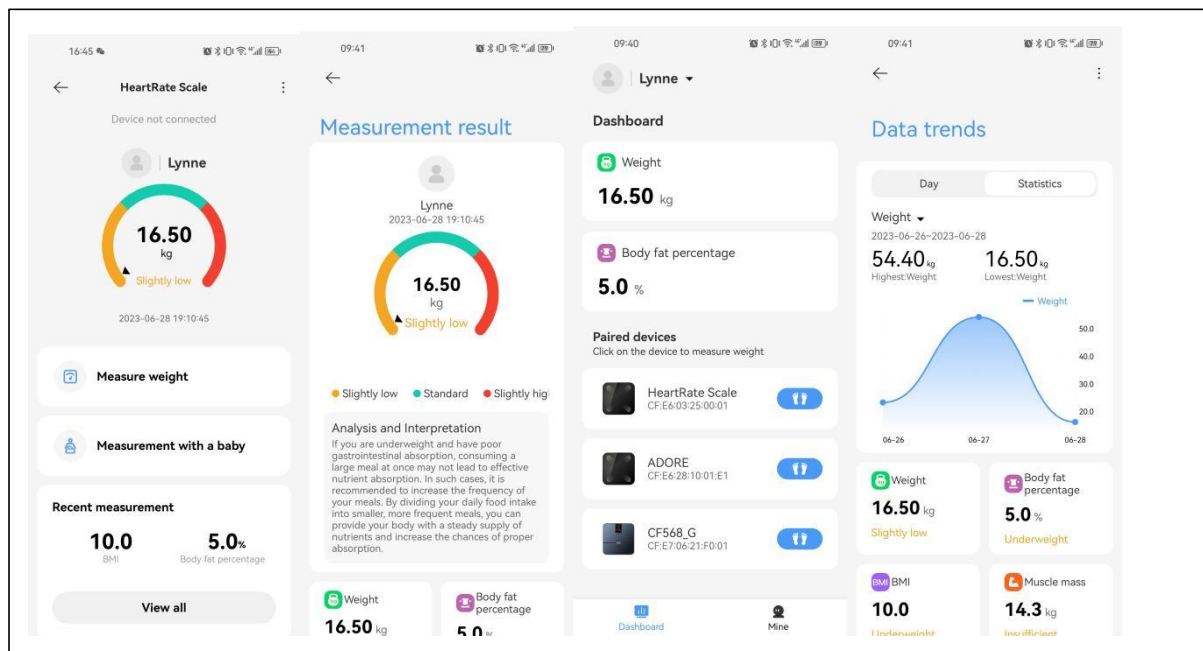 16:45
HeartRate Scale
Device not connected
Lynne
16.50
kg
Slightly low
2023-06-28 19:10:45
Measure weight
Measurement with a baby
Recent measurement
10.0
5.0%
BMI
Body fat percentage
View all
09:41
Measurement result
Lynne
2023-06-28 19:10:45
16.50
kg
Slightly low
Slightly low Standard Slightly hig
Analysis and Interpretation
If you are underweight and have poor
gastrointestinal absorption, consuming a
large meal at once may not lead to effective
nutrient absorption. In such cases, it is
recommended to increase the frequency of
your meals. By dividing your daily food intake
into smaller, more frequent meals, you can
provide your body with a steady supply of
nutrients and increase the chances of proper
absorption.
Weight
16.50 kg
Body fat
percentage
5.0 %
09:40
Lynne
Dashboard
Weight
16.50 kg
Body fat percentage
5.0 %
Paired devices
Click on the device to measure weight
HeartRate Scale
CF:E6:03:25:00:01
ADORE
CF:E6:28:10:01:E1
CF568_G
CF:E7:06:21:F0:01
Dashboard
Mine
09:41
Data trends
Day
Statistics
Weight
2023-06-26~2023-06-28
54.40 kg
16.50 kg
Highest:Weight
Lowest:Weight
Weight
50.0
40.0
30.0
20.0
06-26
06-27
06-28
Weight
16.50 kg
Slightly low
Body fat
percentage
5.0 %
Underweight
BMI BMI
10.0
Underweight
Muscle mass
14.3 kg
Insufficient